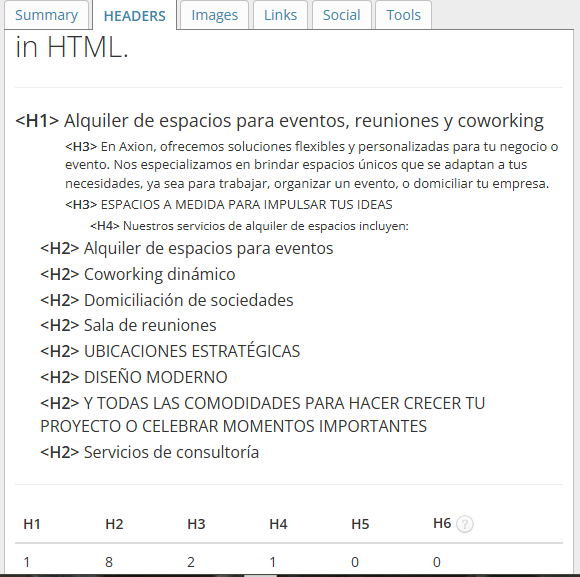 Summary HEADERS Images Links Social Tools
in HTML.
<H1> Alquiler de espacios para eventos, reuniones y coworking
<H3> En Axion, ofrecemos soluciones flexibles y personalizadas para tu negocio o
evento. Nos especializamos en brindar espacios únicos que se adaptan a tus
necesidades, ya sea para trabajar, organizar un evento, o domiciliar tu empresa.
<H3> ESPACIOS A MEDIDA PARA IMPULSAR TUS IDEAS
<H4> Nuestros servicios de alquiler de espacios incluyen:
<H2> Alquiler de espacios para eventos
<H2> Coworking dinámico
<H2> Domiciliación de sociedades
<H2> Sala de reuniones
<H2> UBICACIONES ESTRATÉGICAS
<H2> DISEÑO MODERNO
<H2> Y TODAS LAS COMODIDADES PARA HACER CRECER TU
PROYECTO O CELEBRAR MOMENTOS IMPORTANTES
<H2> Servicios de consultoría
H1 H2 H3 H4 H5 H6 ?
1 8 2 1 0 0